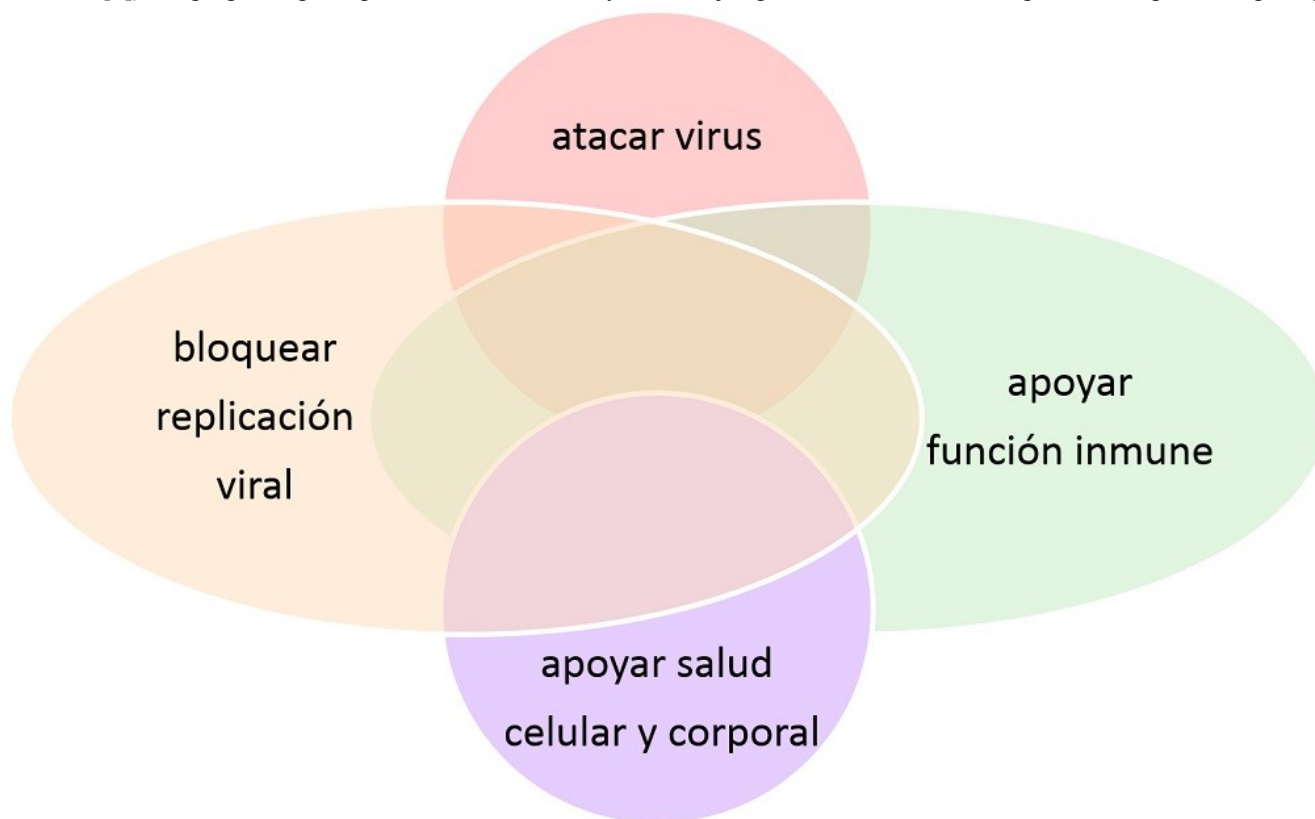 atacar virus
bloquear
replicación
viral
apoyar
función inmune
apoyar salud
celular y corporal